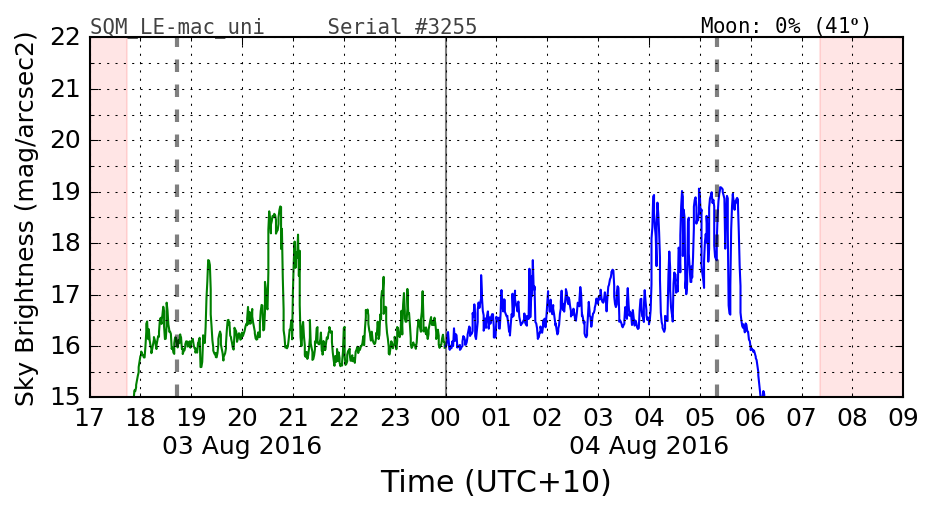 SQM_LE-mac_uni Serial #3255 Moon: 0% (41°)
Sky Brightness (mag/arcsec2)
22
21
20
19
18
17
16
15
17 18 19 20 21 22 23 00 01 02 03 04 05 06 07 08 09
03 Aug 2016 04 Aug 2016
Time (UTC+10)